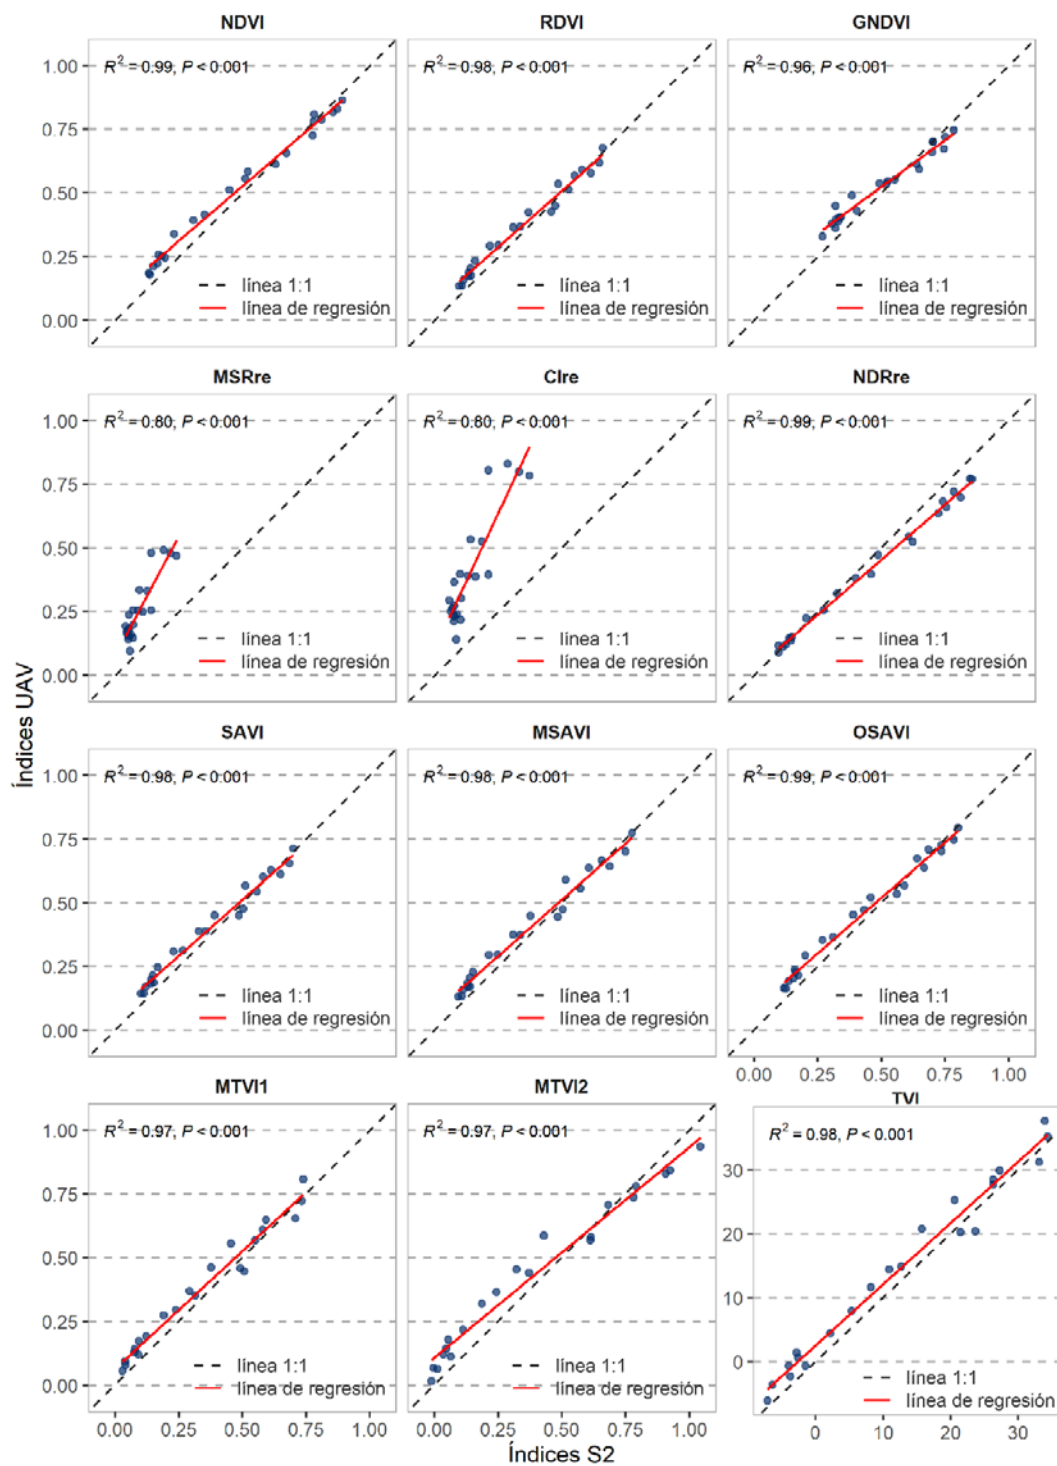 NDVI RDVI GNDVI
R² = 0.99, P < 0.001 R² = 0.98, P < 0.001 R² = 0.96, P < 0.001
1.00
0.75
0.50
0.25
0.00
línea 1:1 línea 1:1 línea 1:1
línea de regresión línea de regresión línea de regresión
MSRre CIre NDRre
R² = 0.80, P < 0.001 R² = 0.80, P < 0.001 R² = 0.99, P < 0.001
1.00
0.75
0.50
0.25
0.00
línea 1:1 línea 1:1 línea 1:1
línea de regresión línea de regresión línea de regresión
Índices UAV
SAVI MSAVI OSAVI
R² = 0.98, P < 0.001 R² = 0.98, P < 0.001 R² = 0.99, P < 0.001
1.00
0.75
0.50
0.25
0.00
línea 1:1 línea 1:1 línea 1:1
línea de regresión línea de regresión línea de regresión
0.00 0.25 0.50 0.75 1.00
MTVI1 MTVI2 TVI
R² = 0.97, P < 0.001 R² = 0.97, P < 0.001 R² = 0.98, P < 0.001
1.00
0.75
0.50
0.25
0.00
30
20
10
0
línea 1:1 línea 1:1 línea 1:1
línea de regresión línea de regresión línea de regresión
0.00 0.25 0.50 0.75 1.00 0.00 0.25 0.50 0.75 1.00 0 10 20 30
Índices S2